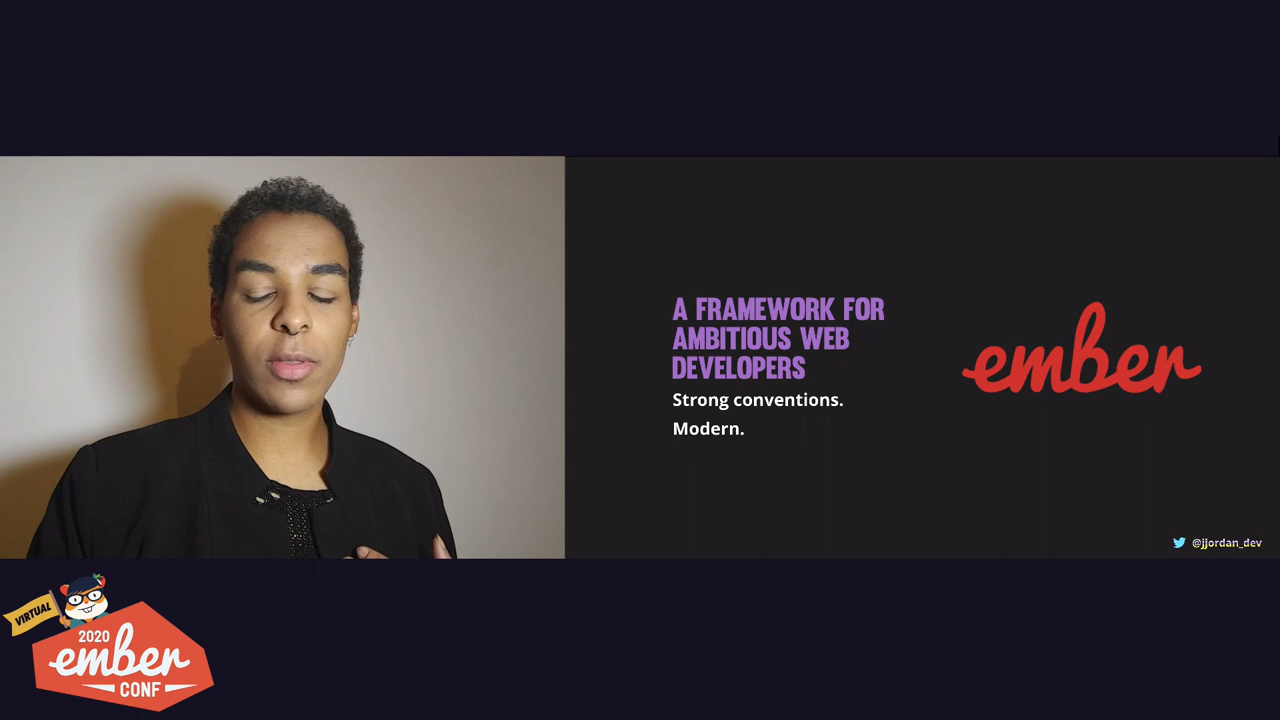 A FRAMEWORK FOR
AMBITIOUS WEB
DEVELOPERS
Strong conventions.
Modern.
ember
@jjordan_dev
VIRTUAL
2020
ember
CONF